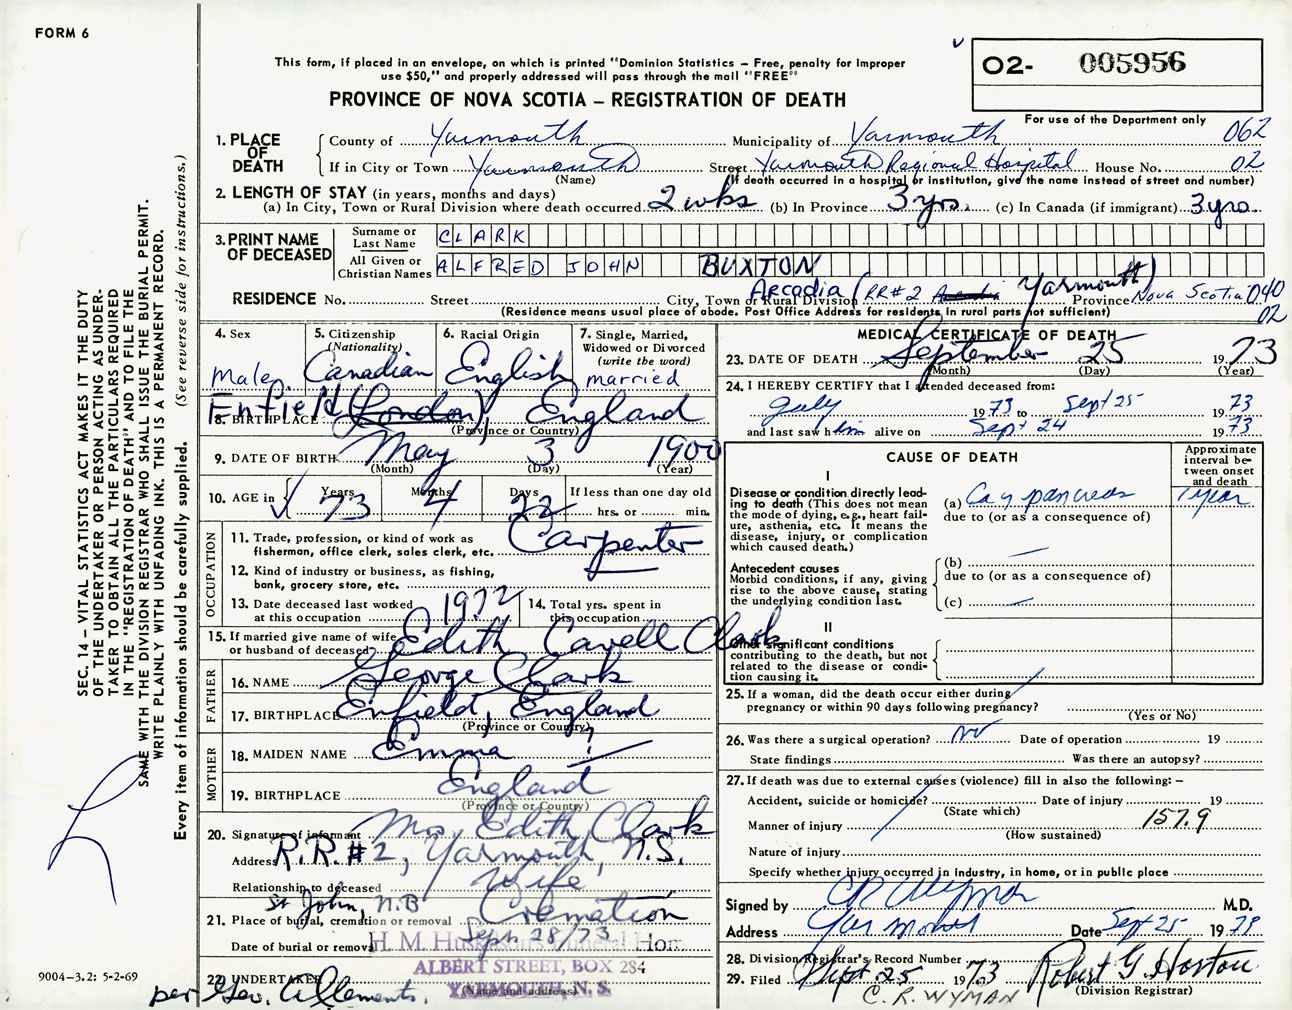 FORM 6
02- 005956
For use of the Department only
This form, if placed in an envelope, on which is printed "Dominion Statistics – Free, penalty for improper
use $50," and properly addressed will pass through the mail "FREE"
PROVINCE OF NOVA SCOTIA – REGISTRATION OF DEATH
1. PLACE OF DEATH County of Yarmouth Municipality of Yarmouth 062
If in City or Town Yarmouth Street Yarmouth Regional Hospital House No. 02
(Name) (If death occurred in a hospital or institution, give the name instead of street and number)
2. LENGTH OF STAY (in years, months and days)
(a) In City, Town or Rural Division where death occurred 2 wks (b) In Province 3 yrs. (c) In Canada (if immigrant) 3 yrs.
3. PRINT NAME OF DECEASED
Surname or Last Name CLARK
All Given or Christian Names ALFRED JOHN BUXTON
RESIDENCE No. Street City, Town or Rural Division Arcadia (RR#2 Yarmouth) Province Nova Scotia 040
(Residence means usual place of abode. Post Office Address for residents in rural parts not sufficient) 02
4. Sex Male
5. Citizenship (Nationality) Canadian
6. Racial Origin English
7. Single, Married, Widowed or Divorced (write the word) married
8. BIRTHPLACE Enfield (London), England
(Province or Country)
9. DATE OF BIRTH May 3 1900
(Month) (Day) (Year)
10. AGE in Years 73 Months 4 Days 22 If less than one day old hrs. or min.
OCCUPATION
11. Trade, profession, or kind of work as fisherman, office clerk, sales clerk, etc. Carpenter
12. Kind of industry or business, as fishing, bank, grocery store, etc.
13. Date deceased last worked at this occupation 1972
14. Total yrs. spent in this occupation
15. If married give name of wife or husband of deceased Edith Cavell Clark
FATHER
16. NAME George Clark
17. BIRTHPLACE Enfield, England
(Province or Country)
MOTHER
18. MAIDEN NAME Emma ?
19. BIRTHPLACE England
(Province or Country)
20. Signature of informant Mrs Edith Clark
Address R.R.#2, Yarmouth, N.S.
Relationship to deceased Wife
21. Place of burial, cremation or removal St John, N.B Cremation
Date of burial or removal Sept 28/73
H. M. Huskilson Funeral Home
ALBERT STREET, BOX 284
YARMOUTH, N. S.
22. UNDERTAKER
(Name and address)
per Geo. A. Clements.
MEDICAL CERTIFICATE OF DEATH
23. DATE OF DEATH September 25 1973
(Month) (Day) (Year)
24. I HEREBY CERTIFY that I attended deceased from:
July 1973 to Sept 25 1973
and last saw him alive on Sept 24 1973
CAUSE OF DEATH
Approximate interval between onset and death
I
Disease or condition directly leading to death (This does not mean the mode of dying, e.g., heart failure, asthenia, etc. It means the disease, injury, or complication which caused death.)
(a) Ca of pancreas 1 year
due to (or as a consequence of)
Antecedent causes
Morbid conditions, if any, giving rise to the above cause, stating the underlying condition last.
(b) —
due to (or as a consequence of)
(c) —
II
Other significant conditions
contributing to the death, but not related to the disease or condition causing it.
25. If a woman, did the death occur either during pregnancy or within 90 days following pregnancy?
(Yes or No)
26. Was there a surgical operation? No Date of operation 19
State findings Was there an autopsy?
27. If death was due to external causes (violence) fill in also the following: –
Accident, suicide or homicide? Date of injury 19
(State which)
Manner of injury 157.9
(How sustained)
Nature of injury
Specify whether injury occurred in industry, in home, or in public place
Signed by C R Wyman M.D.
Address Yarmouth Date Sept 25 1973
28. Division Registrar's Record Number
29. Filed Sept. 25 1973 Robert G. Horton
(Division Registrar)
C. R. WYMAN
SEC. 14 – VITAL STATISTICS ACT MAKES IT THE DUTY
OF THE UNDERTAKER OR PERSON ACTING AS UNDER-
TAKER TO OBTAIN ALL THE PARTICULARS REQUIRED
IN THE "REGISTRATION OF DEATH" AND TO FILE THE
SAME WITH THE DIVISION REGISTRAR WHO SHALL ISSUE THE BURIAL PERMIT.
WRITE PLAINLY WITH UNFADING INK. THIS IS A PERMANENT RECORD.
Every item of information should be carefully supplied. (See reverse side for instructions.)
9004–3.2: 5-2-69